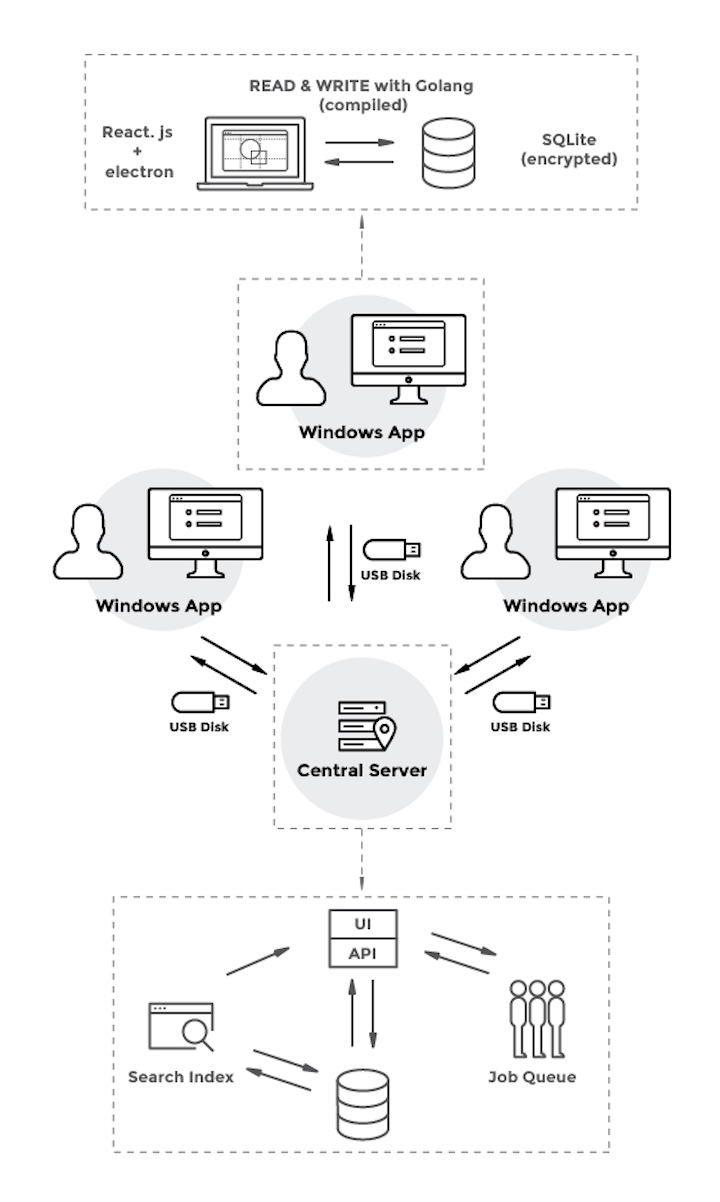 READ & WRITE with Golang
(compiled)
React. js
+
electron
SQLite
(encrypted)
Windows App
USB Disk
Windows App
Windows App
USB Disk
USB Disk
Central Server
UI
API
Search Index
Job Queue